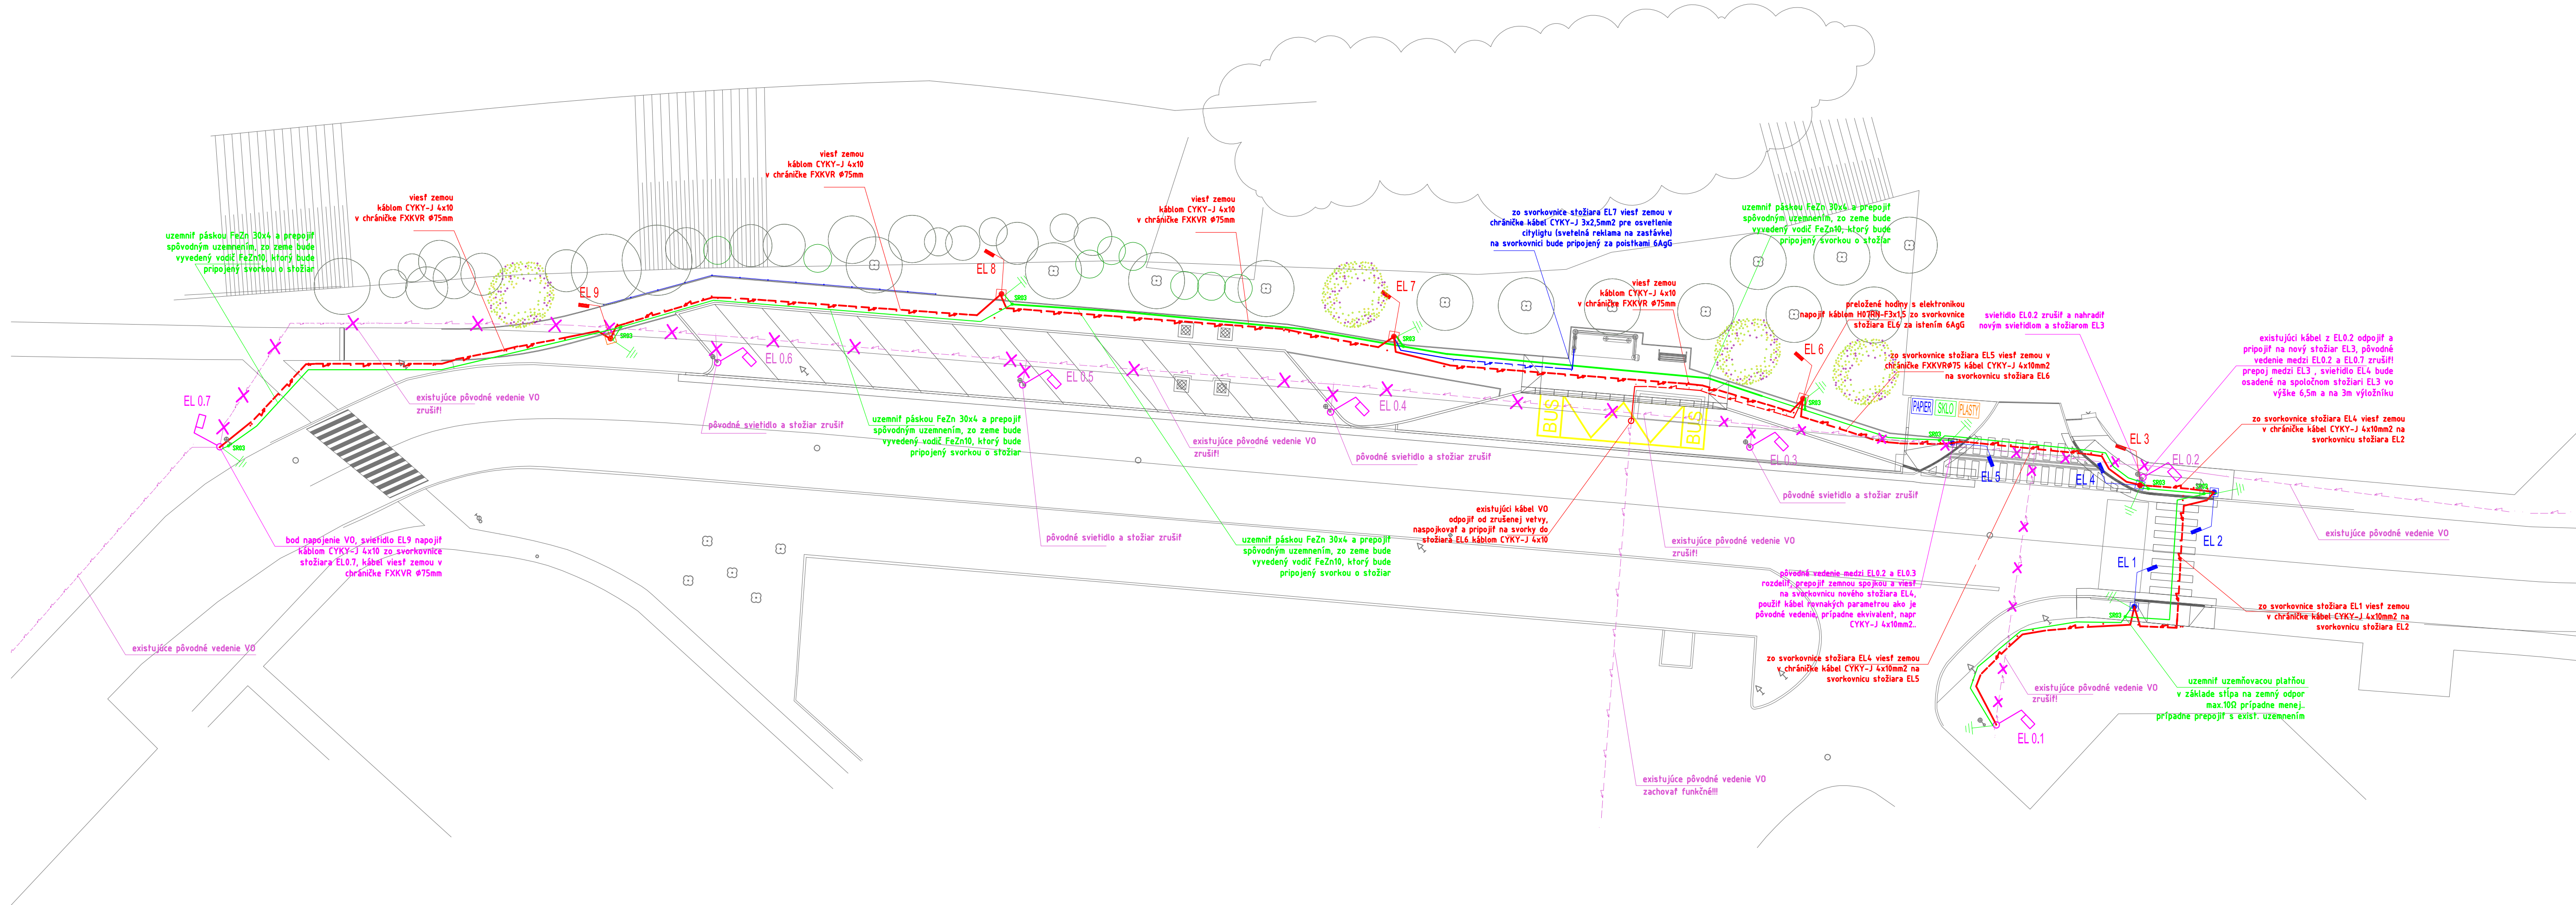 viesť zemou
káblom CYKY-J 4x10
v chráničke FXKVR Ø75mm
viesť zemou
káblom CYKY-J 4x10
v chráničke FXKVR Ø75mm
viesť zemou
káblom CYKY-J 4x10
v chráničke FXKVR Ø75mm
uzemniť páskou FeZn 30x4 a prepojiť
spôvodným uzemnením, zo zeme bude
vyvedený vodič FeZn10, ktorý bude
pripojený svorkou o stožiar
zo svorkovnice stožiara EL7 viesť zemou v
chráničke kábel CYKY-J 3x2,5mm2 pre osvetlenie
cityligtu (svetelná reklama na zastávke)
na svorkovnici bude pripojený za poistkami 6AgG
uzemniť páskou FeZn 30x4 a prepojiť
spôvodným uzemnením, zo zeme bude
vyvedený vodič FeZn10, ktorý bude
pripojený svorkou o stožiar
EL 9
EL 8
EL 7
viesť zemou
káblom CYKY-J 4x10
v chráničke FXKVR Ø75mm
preložené hodiny s elektronikou
napojiť káblom H07RN-F3x1,5 zo svorkovnice
stožiara EL6 za istením 6AgG
svietidlo EL0.2 zrušiť a nahradiť
novým svietidlom a stožiarom EL3
existujúci kábel z EL0.2 odpojiť a
pripojiť na nový stožiar EL3, pôvodné
vedenie medzi EL0.2 a EL0.7 zrušiť!
prepoj medzi EL3 , svietidlo EL4 bude
osadené na spoločnom stožiari EL3 vo
výške 6,5m a na 3m výložníku
EL 6
zo svorkovnice stožiara EL5 viesť zemou v
chráničke FXKVRØ75 kábel CYKY-J 4x10mm2
na svorkovnicu stožiara EL6
SR03
SR03
SR03
SR03
SR03
SR03
SR03
SR03
SR03
EL 0.7
EL 0.6
EL 0.5
EL 0.4
EL 0.3
EL 0.2
EL 0.1
existujúce pôvodné vedenie VO
zrušiť!
pôvodné svietidlo a stožiar zrušiť
uzemniť páskou FeZn 30x4 a prepojiť
spôvodným uzemnením, zo zeme bude
vyvedený vodič FeZn10, ktorý bude
pripojený svorkou o stožiar
existujúce pôvodné vedenie VO
zrušiť!
pôvodné svietidlo a stožiar zrušiť
BUS
BUS
PAPIER
SKLO
PLASTY
EL 3
EL 5
EL 4
EL 2
EL 1
zo svorkovnice stožiara EL4 viesť zemou
v chráničke kábel CYKY-J 4x10mm2 na
svorkovnicu stožiara EL2
pôvodné svietidlo a stožiar zrušiť
existujúce pôvodné vedenie VO
bod napojenie VO, svietidlo EL9 napojiť
káblom CYKY-J 4x10 zo svorkovnice
stožiara EL0.7, kábel viesť zemou v
chráničke FXKVR Ø75mm
pôvodné svietidlo a stožiar zrušiť
uzemniť páskou FeZn 30x4 a prepojiť
spôvodným uzemnením, zo zeme bude
vyvedený vodič FeZn10, ktorý bude
pripojený svorkou o stožiar
existujúci kábel VO
odpojiť od zrušenej vetvy,
naspojkovať a pripojiť na svorky do
stožiara EL6 káblom CYKY-J 4x10
existujúce pôvodné vedenie VO
zrušiť!
pôvodné vedenie medzi EL0.2 a EL0.3
rozdeliť, prepojiť zemnou spojkou a viesť
na svorkovnicu nového stožiara EL4,
použiť kábel rovnakých parametrou ako je
pôvodné vedenie, prípadne ekvivalent, napr
CYKY-J 4x10mm2..
zo svorkovnice stožiara EL1 viesť zemou
v chráničke kábel CYKY-J 4x10mm2 na
svorkovnicu stožiara EL2
existujúce pôvodné vedenie VO
zo svorkovnice stožiara EL4 viesť zemou
v chráničke kábel CYKY-J 4x10mm2 na
svorkovnicu stožiara EL5
existujúce pôvodné vedenie VO
zrušiť!
uzemniť uzemňovacou platňou
v základe stĺpa na zemný odpor
max.10Ω prípadne menej..
prípadne prepojiť s exist. uzemnením
existujúce pôvodné vedenie VO
zachovať funkčné!!!